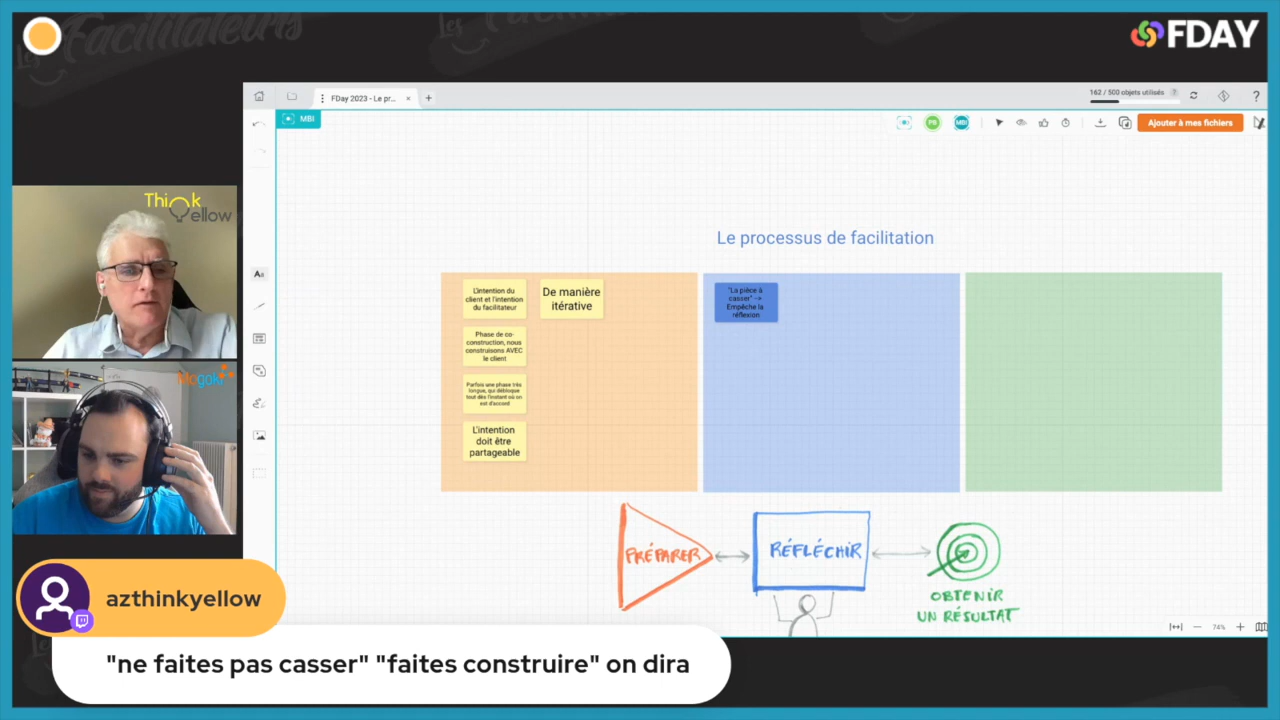 Les Facilitateurs
FDAY
FDay 2023 - Le pr...
162 / 500 objets utilisés
?
?
MBI
PB
MB
Ajouter à mes fichiers
Think
Yellow
Mogoki
Le processus de facilitation
L'intention du
client et l'intention
du facilitateur
De manière
itérative
Phase de co-
construction, nous
construisons AVEC
le client
Parfois une phase très
longue, qui débloque
tout dès l'instant où on
est d'accord
L'intention
doit être
partageable
"La pièce à
casser" ->
Empêche la
réflexion
PRÉPARER
RÉFLÉCHIR
OBTENIR
UN RÉSULTAT
74%
azthinkyellow
"ne faites pas casser" "faites construire" on dira